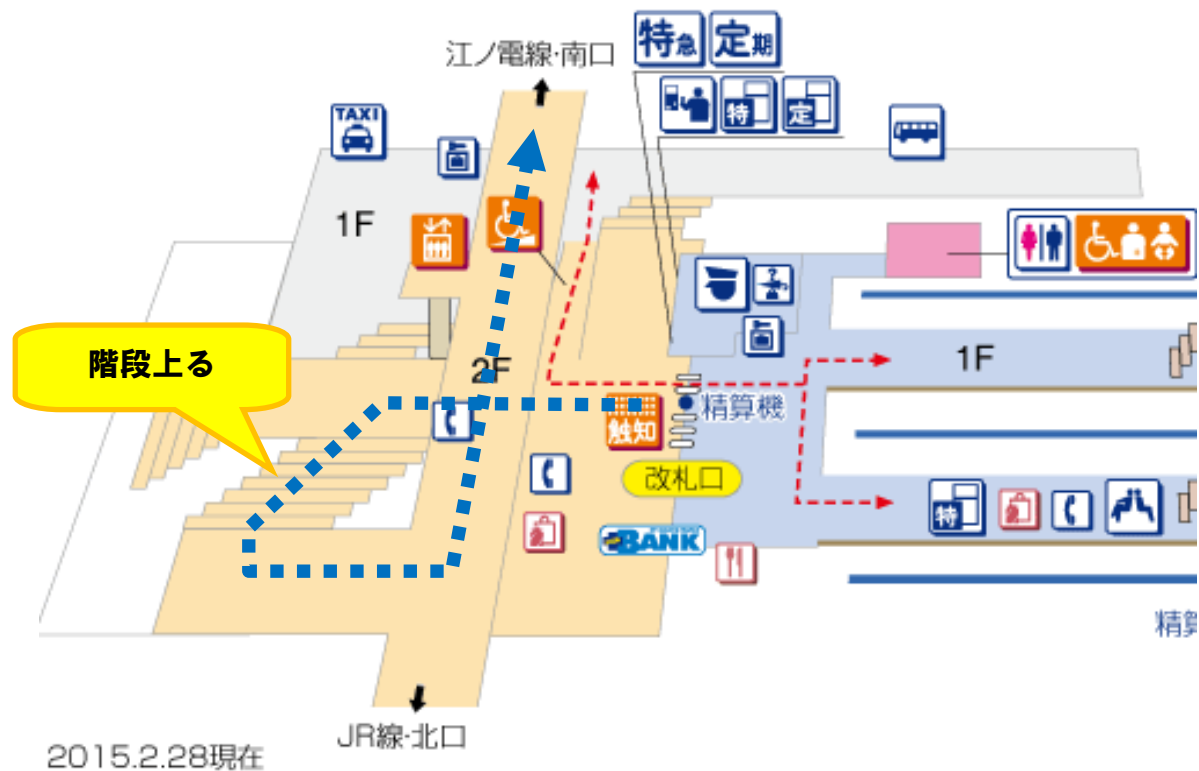 江ノ電線・南口
特急
定期
TAXI
特
定
1F
階段上る
2F
1F
?
触知
精算機
改札口
特
BANK
精算
JR線・北口
2015.2.28現在